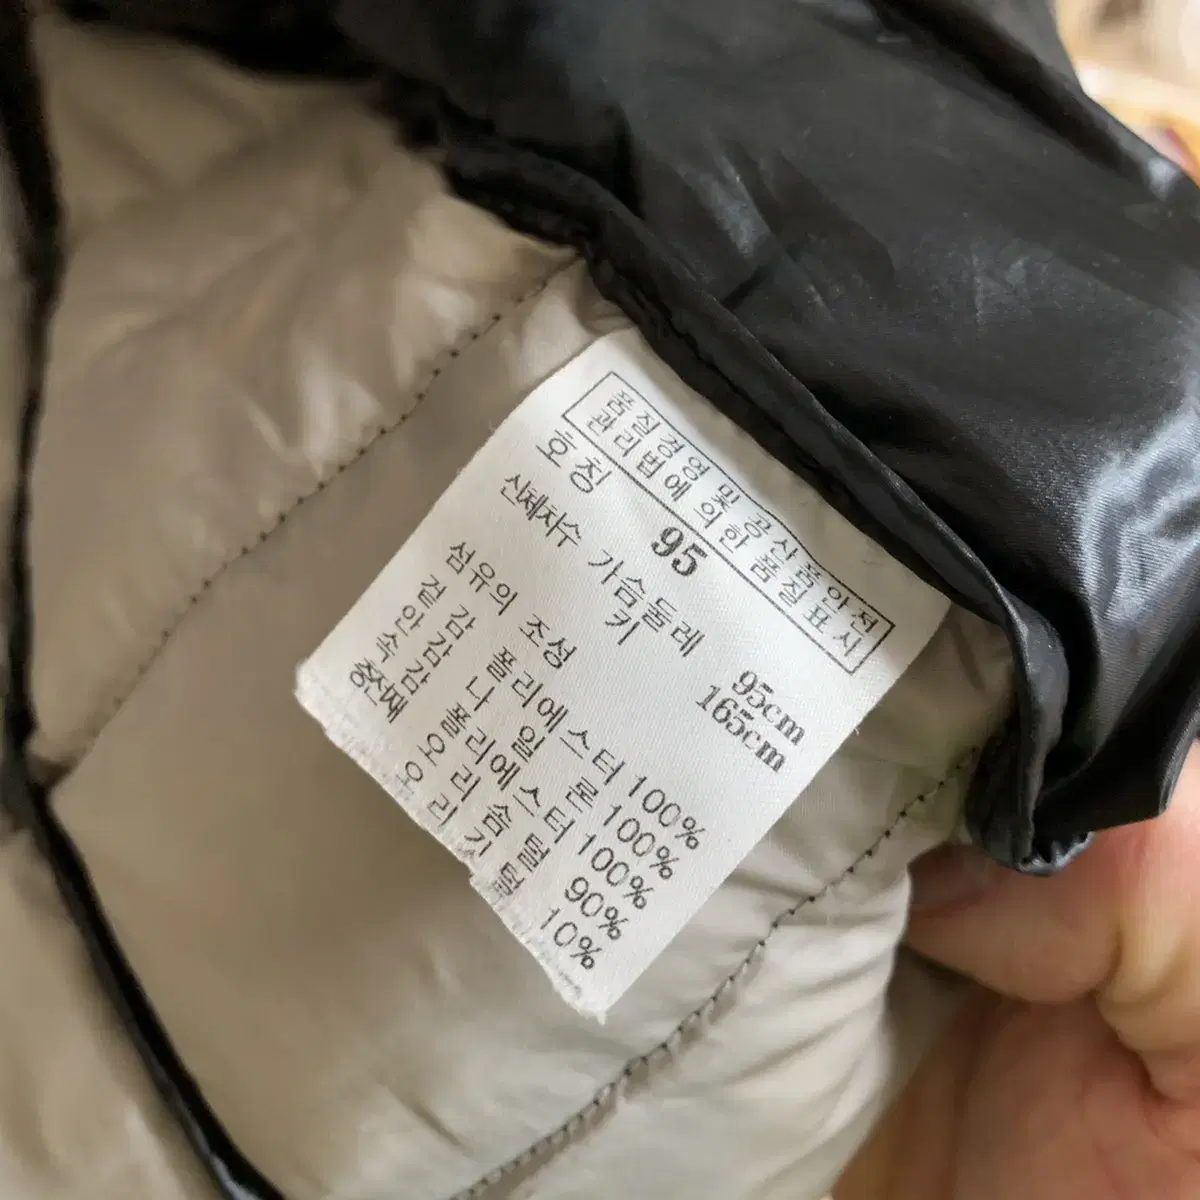 품질경영 및 공산품안전
관리법에 의한 품질표시
호칭 95
신체치수 가슴둘레 95cm
키 165cm
섬유의 조성
겉감 폴리에스터 100%
안감 나일론 100%
속감 폴리에스터 100%
충전재 오리솜털 90%
오리깃털 10%